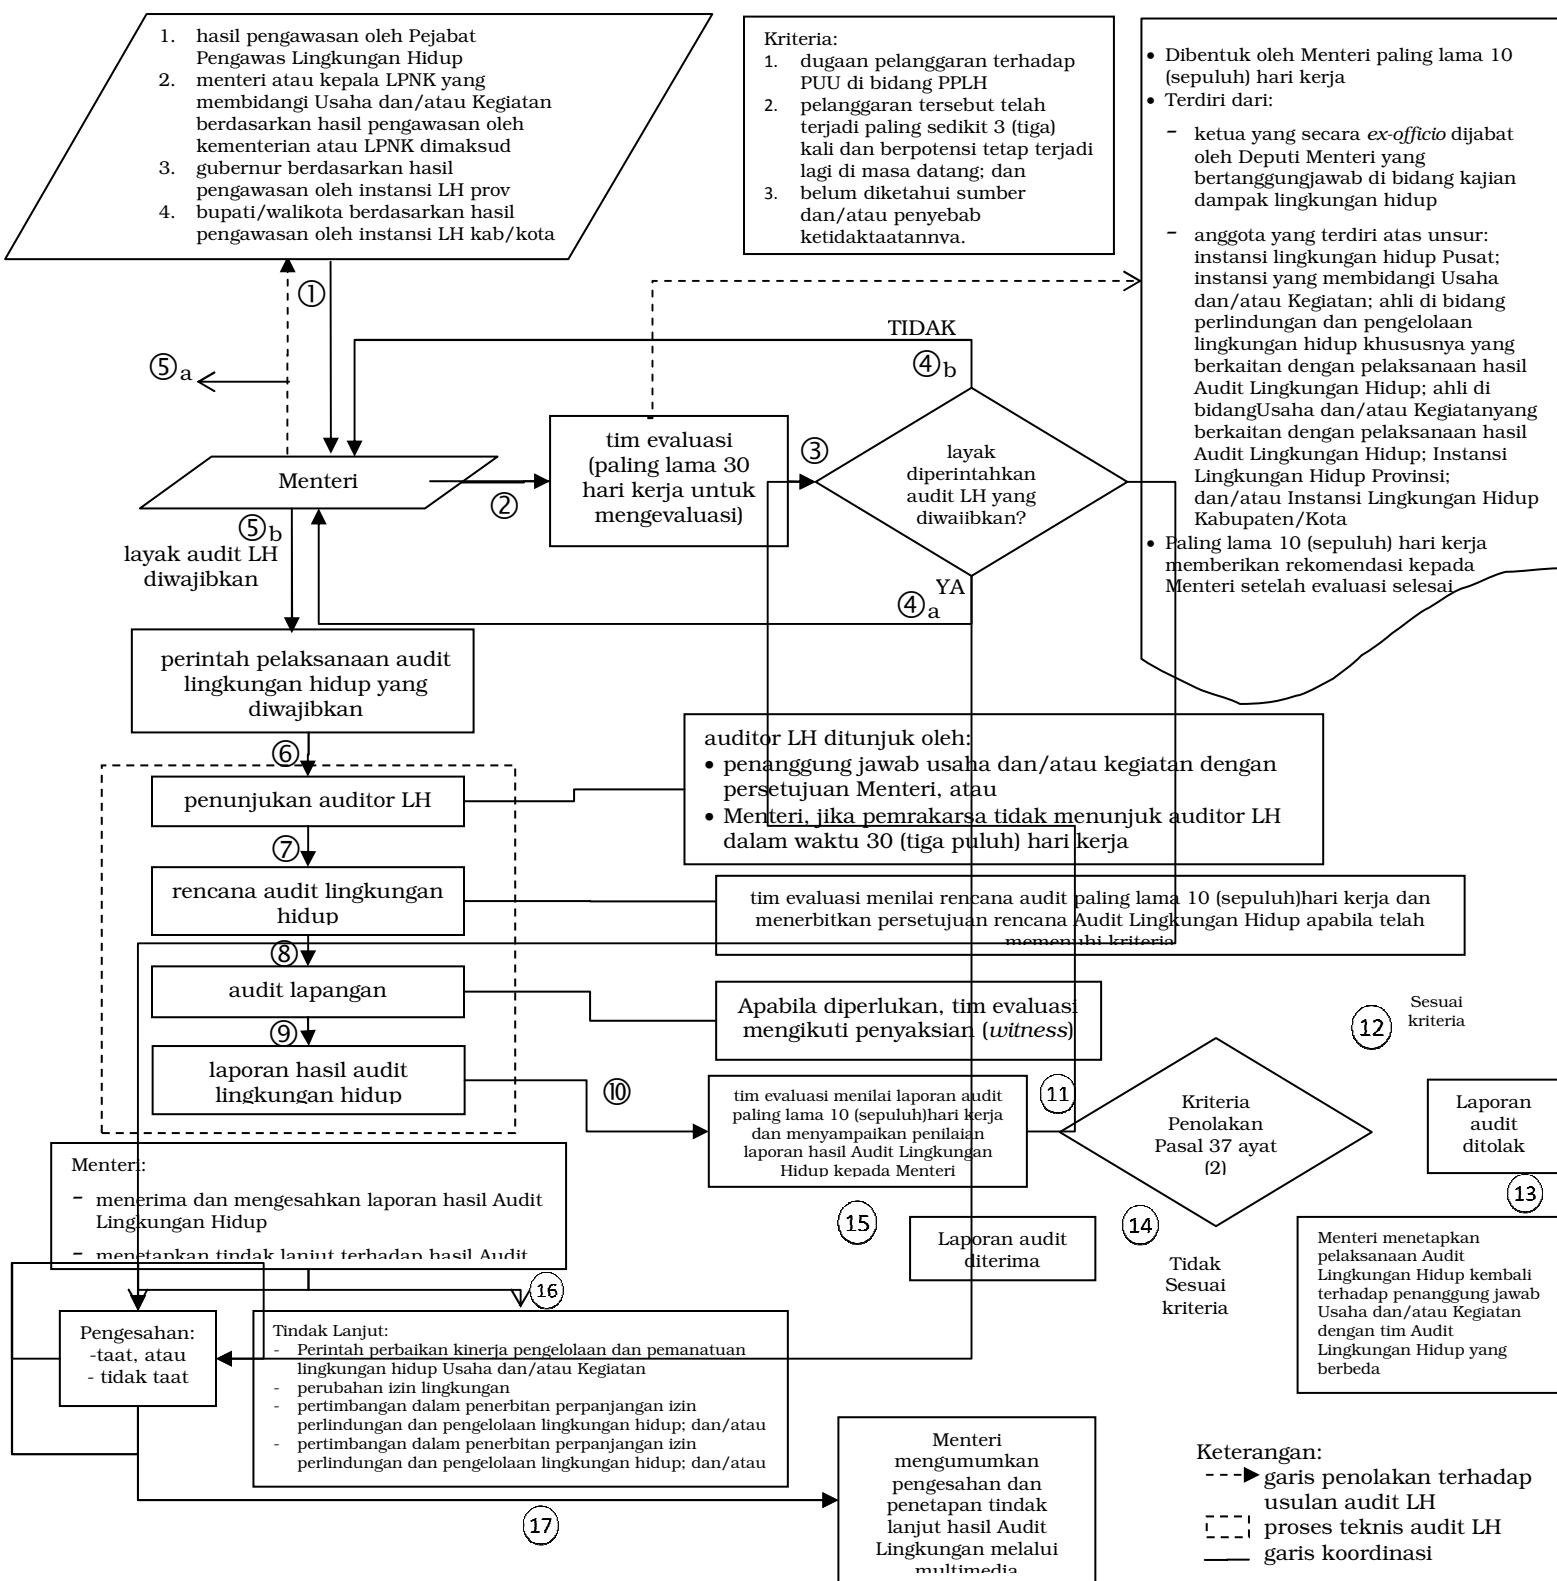 1. hasil pengawasan oleh Pejabat
Pengawas Lingkungan Hidup
2. menteri atau kepala LPNK yang
membidangi Usaha dan/atau Kegiatan
berdasarkan hasil pengawasan oleh
kementerian atau LPNK dimaksud
3. gubernur berdasarkan hasil
pengawasan oleh instansi LH prov
4. bupati/walikota berdasarkan hasil
pengawasan oleh instansi LH kab/kota
Kriteria:
1. dugaan pelanggaran terhadap
PUU di bidang PPLH
2. pelanggaran tersebut telah
terjadi paling sedikit 3 (tiga)
kali dan berpotensi tetap terjadi
lagi di masa datang; dan
3. belum diketahui sumber
dan/atau penyebab
ketidaktaatannya.
• Dibentuk oleh Menteri paling lama 10
(sepuluh) hari kerja
• Terdiri dari:
- ketua yang secara ex-officio dijabat
oleh Deputi Menteri yang
bertanggungjawab di bidang kajian
dampak lingkungan hidup
- anggota yang terdiri atas unsur:
instansi lingkungan hidup Pusat;
instansi yang membidangi Usaha
dan/atau Kegiatan; ahli di bidang
perlindungan dan pengelolaan
lingkungan hidup khususnya yang
berkaitan dengan pelaksanaan hasil
Audit Lingkungan Hidup; ahli di
bidangUsaha dan/atau Kegiatanyang
berkaitan dengan pelaksanaan hasil
Audit Lingkungan Hidup; Instansi
Lingkungan Hidup Provinsi;
dan/atau Instansi Lingkungan Hidup
Kabupaten/Kota
• Paling lama 10 (sepuluh) hari kerja
memberikan rekomendasi kepada
Menteri setelah evaluasi selesai
①
TIDAK
④b
⑤a
Menteri
②
tim evaluasi
(paling lama 30
hari kerja untuk
mengevaluasi)
③
layak
diperintahkan
audit LH yang
diwajibkan?
⑤b
layak audit LH
diwajibkan
YA
④a
perintah pelaksanaan audit
lingkungan hidup yang
diwajibkan
⑥
penunjukan auditor LH
auditor LH ditunjuk oleh:
• penanggung jawab usaha dan/atau kegiatan dengan
persetujuan Menteri, atau
• Menteri, jika pemrakarsa tidak menunjuk auditor LH
dalam waktu 30 (tiga puluh) hari kerja
⑦
rencana audit lingkungan
hidup
tim evaluasi menilai rencana audit paling lama 10 (sepuluh)hari kerja dan
menerbitkan persetujuan rencana Audit Lingkungan Hidup apabila telah
memenuhi kriteria
⑧
audit lapangan
Apabila diperlukan, tim evaluasi
mengikuti penyaksian (witness)
⑨
laporan hasil audit
lingkungan hidup
⑩
tim evaluasi menilai laporan audit
paling lama 10 (sepuluh)hari kerja
dan menyampaikan penilaian
laporan hasil Audit Lingkungan
Hidup kepada Menteri
11
Kriteria
Penolakan
Pasal 37 ayat
(2)
12
Sesuai
kriteria
Laporan
audit
ditolak
13
Menteri:
- menerima dan mengesahkan laporan hasil Audit
Lingkungan Hidup
- menetapkan tindak lanjut terhadap hasil Audit
15
Laporan audit
diterima
14
Tidak
Sesuai
kriteria
Menteri menetapkan
pelaksanaan Audit
Lingkungan Hidup kembali
terhadap penanggung jawab
Usaha dan/atau Kegiatan
dengan tim Audit
Lingkungan Hidup yang
berbeda
16
Pengesahan:
-taat, atau
- tidak taat
Tindak Lanjut:
- Perintah perbaikan kinerja pengelolaan dan pemanatuan
lingkungan hidup Usaha dan/atau Kegiatan
- perubahan izin lingkungan
- pertimbangan dalam penerbitan perpanjangan izin
perlindungan dan pengelolaan lingkungan hidup; dan/atau
- pertimbangan dalam penerbitan perpanjangan izin
perlindungan dan pengelolaan lingkungan hidup; dan/atau
17
Menteri
mengumumkan
pengesahan dan
penetapan tindak
lanjut hasil Audit
Lingkungan melalui
multimedia
Keterangan:
garis penolakan terhadap
usulan audit LH
proses teknis audit LH
garis koordinasi